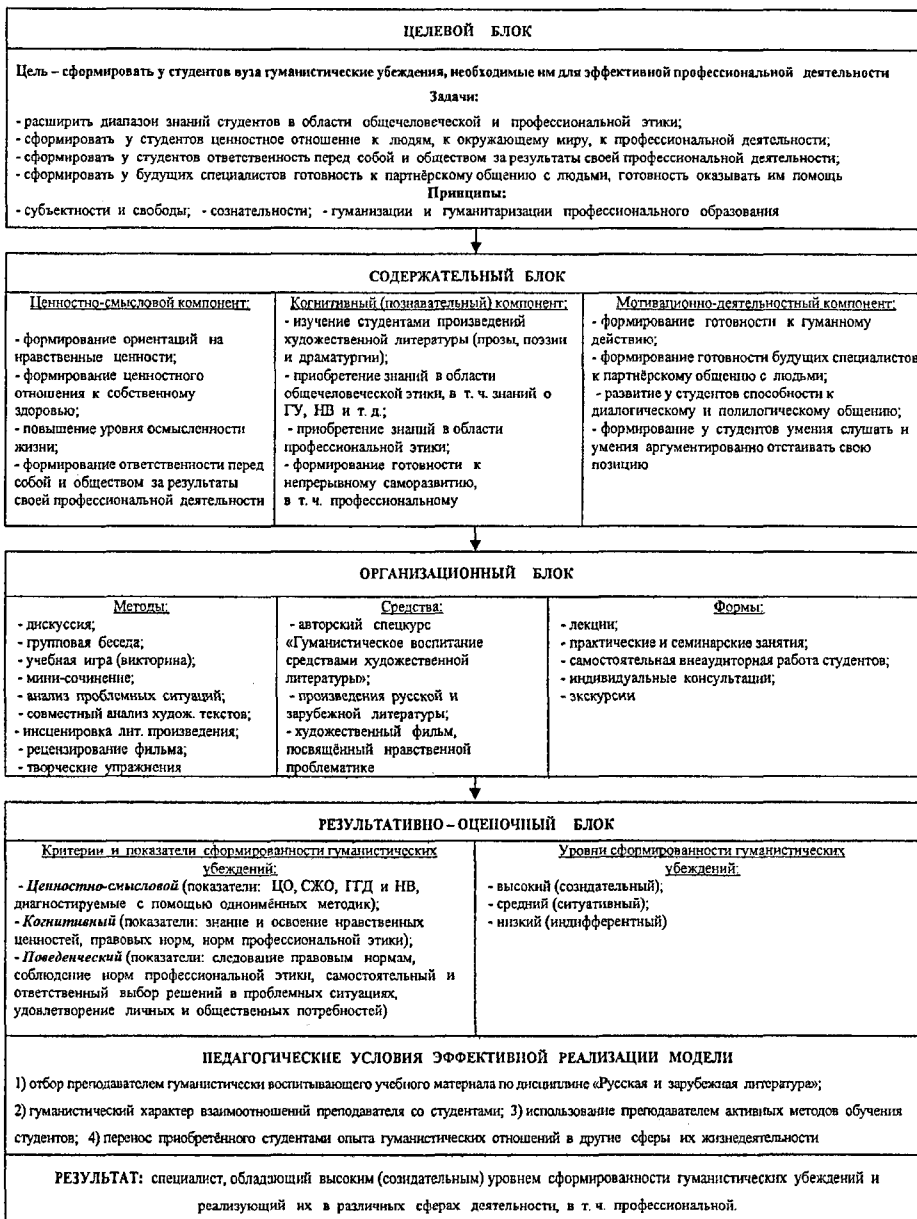 ЦЕЛЕВОЙ БЛОК
Цель – сформировать у студентов вуза гуманистические убеждения, необходимые им для эффективной профессиональной деятельности
Задачи:
- расширить диапазон знаний студентов в области общечеловеческой и профессиональной этики;
- сформировать у студентов ценностное отношение к людям, к окружающему миру, к профессиональной деятельности;
- сформировать у студентов ответственность перед собой и обществом за результаты своей профессиональной деятельности;
- сформировать у будущих специалистов готовность к партнёрскому общению с людьми, готовность оказывать им помощь
Принципы:
- субъектности и свободы; - сознательности; - гуманизации и гуманитаризации профессионального образования
СОДЕРЖАТЕЛЬНЫЙ БЛОК
Ценностно-смысловой компонент:
- формирование ориентаций на
нравственные ценности;
- формирование ценностного
отношения к собственному
здоровью;
- повышение уровня осмысленности
жизни;
- формирование ответственности перед
собой и обществом за результаты
своей профессиональной деятельности
Когнитивный (познавательный) компонент:
- изучение студентами произведений
художественной литературы (прозы, поэзии
и драматургии);
- приобретение знаний в области
общечеловеческой этики, в т. ч. знаний о
ГУ, НВ и т. д.;
- приобретение знаний в области
профессиональной этики;
- формирование готовности к
непрерывному саморазвитию,
в т. ч. профессиональному
Мотивационно-деятельностный компонент:
- формирование готовности к гуманному
действию;
- формирование готовности будущих специалистов
к партнёрскому общению с людьми;
- развитие у студентов способности к
диалогическому и полилогическому общению;
- формирование у студентов умения слушать и
умения аргументированно отстаивать свою
позицию
ОРГАНИЗАЦИОННЫЙ БЛОК
Методы:
- дискуссия;
- групповая беседа;
- учебная игра (викторина);
- мини-сочинение;
- анализ проблемных ситуаций;
- совместный анализ худож. текстов;
- инсценировка лит. произведения;
- рецензирование фильма;
- творческие упражнения
Средства:
- авторский спецкурс
«Гуманистическое воспитание
средствами художественной
литературы»;
- произведения русской и
зарубежной литературы;
- художественный фильм,
посвящённый нравственной
проблематике
Формы:
- лекции;
- практические и семинарские занятия;
- самостоятельная внеаудиторная работа студентов;
- индивидуальные консультации;
- экскурсии
РЕЗУЛЬТАТИВНО – ОЦЕНОЧНЫЙ БЛОК
Критерии и показатели сформированности гуманистических
убеждений:
- Ценностно-смысловой (показатели: ЦО, СЖО, ГГД и НВ,
диагностируемые с помощью одноимённых методик);
- Когнитивный (показатели: знание и освоение нравственных
ценностей, правовых норм, норм профессиональной этики);
- Поведенческий (показатели: следование правовым нормам,
соблюдение норм профессиональной этики, самостоятельный и
ответственный выбор решений в проблемных ситуациях,
удовлетворение личных и общественных потребностей)
Уровни сформированности гуманистических
убеждений:
- высокий (созидательный);
- средний (ситуативный);
- низкий (индифферентный)
ПЕДАГОГИЧЕСКИЕ УСЛОВИЯ ЭФФЕКТИВНОЙ РЕАЛИЗАЦИИ МОДЕЛИ
1) отбор преподавателем гуманистически воспитывающего учебного материала по дисциплине «Русская и зарубежная литература»;
2) гуманистический характер взаимоотношений преподавателя со студентами; 3) использование преподавателем активных методов обучения
студентов; 4) перенос приобретённого студентами опыта гуманистических отношений в другие сферы их жизнедеятельности
РЕЗУЛЬТАТ: специалист, обладающий высоким (созидательным) уровнем сформированности гуманистических убеждений и
реализующий их в различных сферах деятельности, в т. ч. профессиональной.